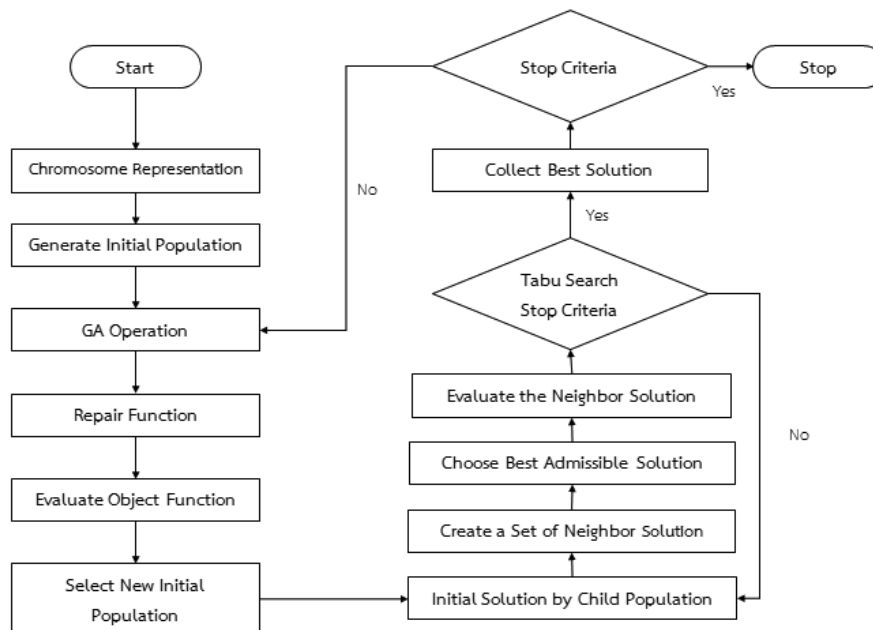 Start
Chromosome Representation
Generate Initial Population
GA Operation
Repair Function
Evaluate Object Function
Select New Initial
Population
Initial Solution by Child Population
Create a Set of Neighbor Solution
Choose Best Admissible Solution
Evaluate the Neighbor Solution
Tabu Search
Stop Criteria
No
Yes
Collect Best Solution
Stop Criteria
No
Yes
Stop